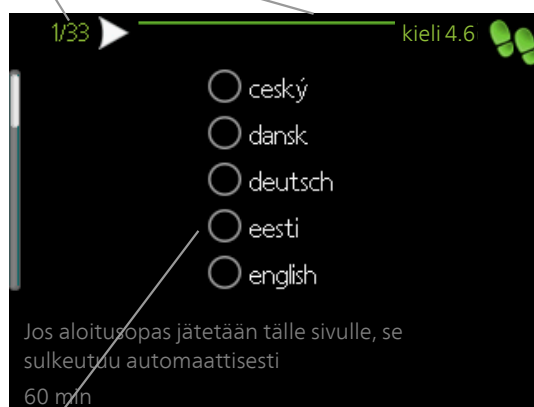 1/33 kieli 4.6
ceský
dansk
deutsch
eesti
english
Jos aloitusopas jätetään tälle sivulle, se
sulkeutuu automaattisesti
60 min